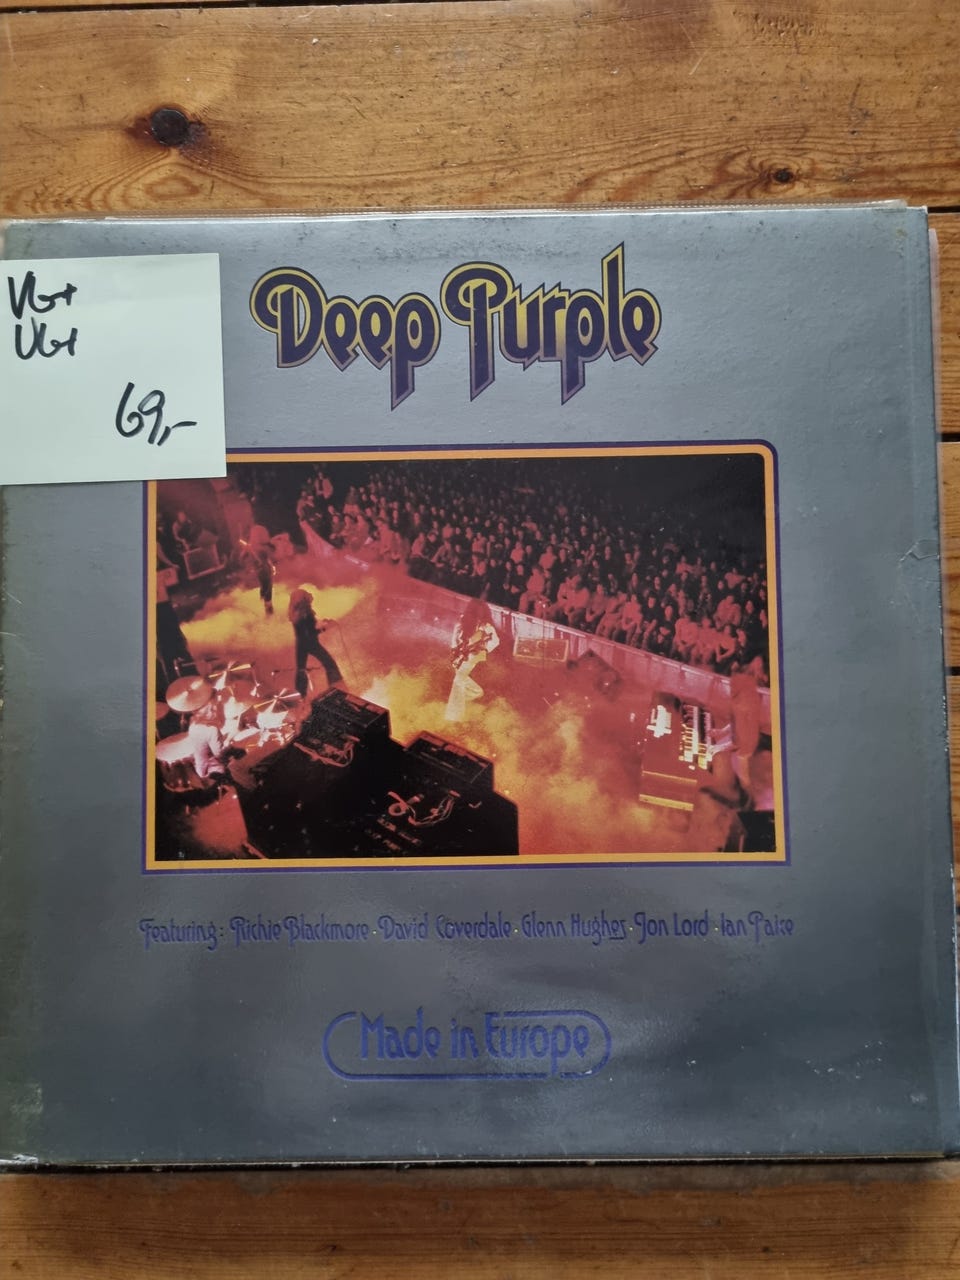 VG+
VG+
69,-
Deep Purple
Featuring: Richie Blackmore · David Coverdale · Glenn Hughes · Jon Lord · Ian Paice
Made in Europe